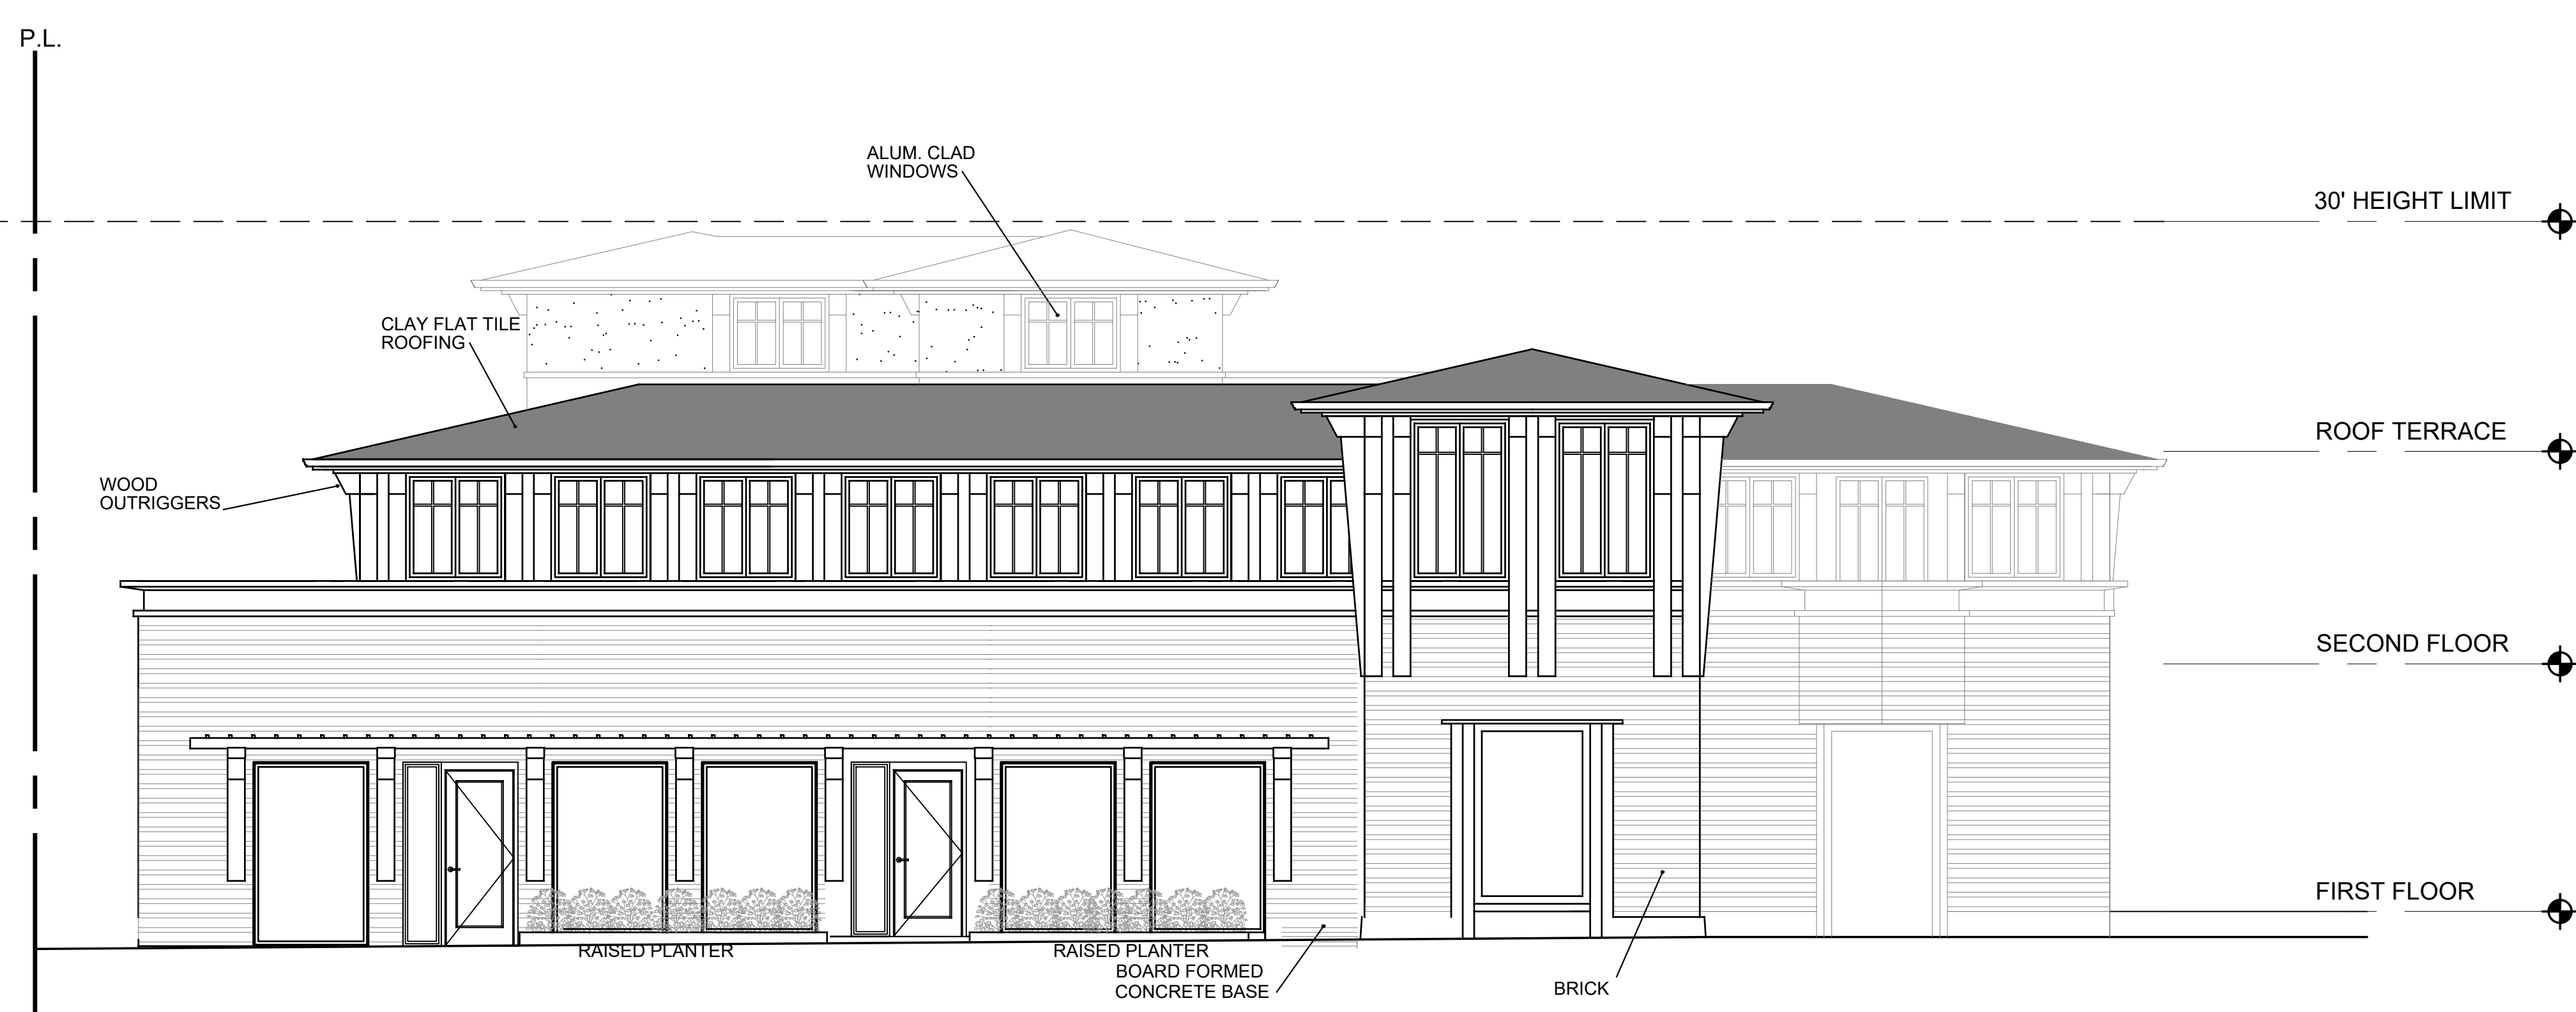 P.L.
ALUM. CLAD
WINDOWS
30' HEIGHT LIMIT
CLAY FLAT TILE
ROOFING
ROOF TERRACE
WOOD
OUTRIGGERS
SECOND FLOOR
FIRST FLOOR
RAISED PLANTER
RAISED PLANTER
BOARD FORMED
CONCRETE BASE
BRICK